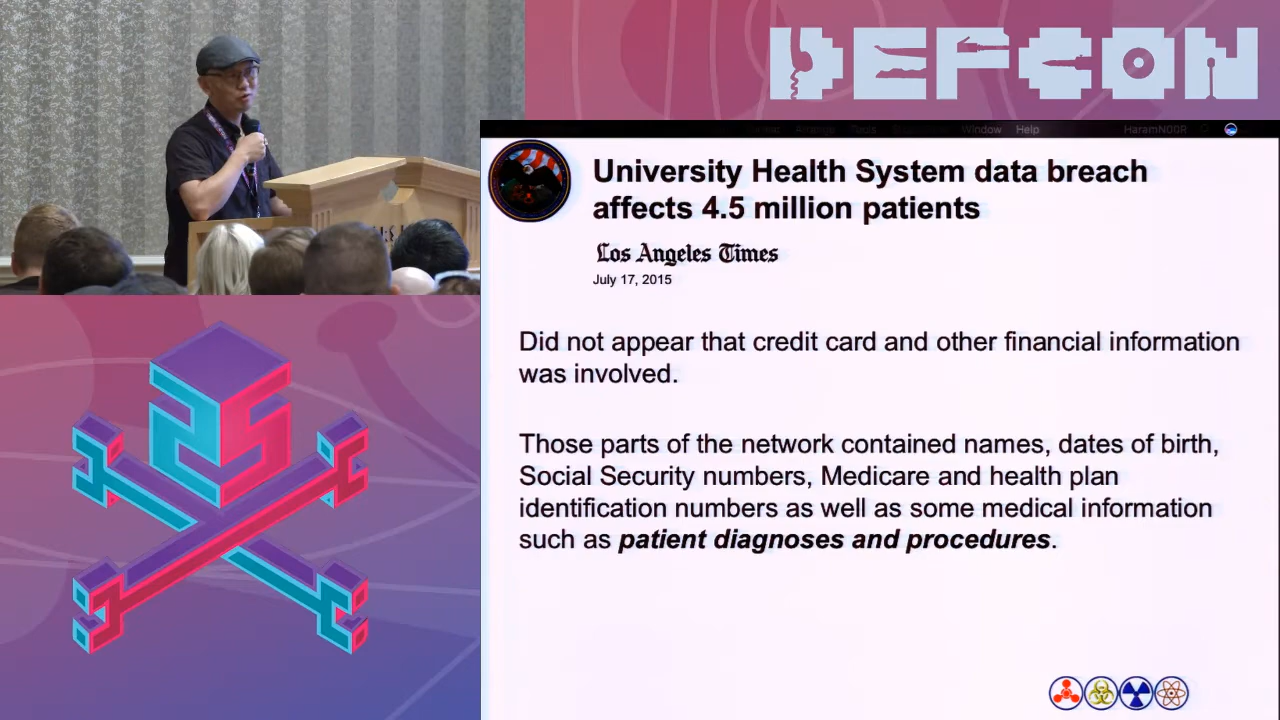 DEFCON
Window Help HaramN00R
University Health System data breach
affects 4.5 million patients
Los Angeles Times
July 17, 2015
Did not appear that credit card and other financial information
was involved.
Those parts of the network contained names, dates of birth,
Social Security numbers, Medicare and health plan
identification numbers as well as some medical information
such as patient diagnoses and procedures.
25